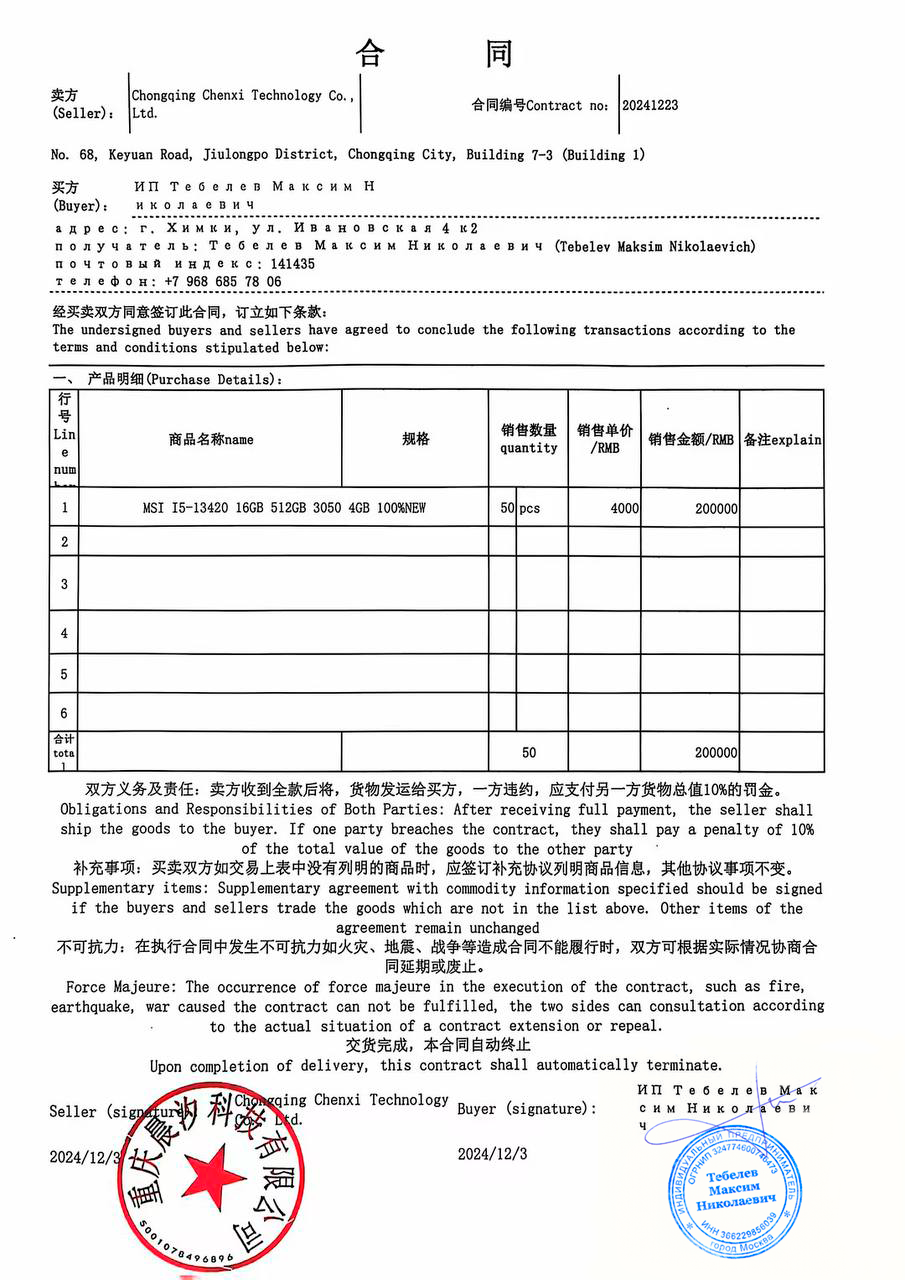 合 同
卖方
(Seller):
Chongqing Chenxi Technology Co.,
Ltd.
合同编号Contract no: 20241223
No. 68, Keyuan Road, Jiulongpo District, Chongqing City, Building 7-3 (Building 1)
买方
(Buyer):
ИП Тебелев Максим Н
иколаевич
адрес: г. Химки, ул. Ивановская 4 к2
получатель: Тебелев Максим Николаевич (Tebelev Maksim Nikolaevich)
почтовый индекс: 141435
телефон: +7 968 685 78 06
经买卖双方同意签订此合同，订立如下条款:
The undersigned buyers and sellers have agreed to conclude the following transactions according to the
terms and conditions stipulated below:
一、 产品明细(Purchase Details):
行
号
Lin
e
num
商品名称name
规格
销售数量
quantity
销售单价
/RMB
销售金额/RMB
备注explain
1 MSI I5-13420 16GB 512GB 3050 4GB 100%NEW 50 pcs 4000 200000
2
3
4
5
6
合计
tota
l
50 200000
双方义务及责任: 卖方收到全款后将, 货物发运给买方, 一方违约, 应支付另一方货物总值10%的罚金。
Obligations and Responsibilities of Both Parties: After receiving full payment, the seller shall
ship the goods to the buyer. If one party breaches the contract, they shall pay a penalty of 10%
of the total value of the goods to the other party
补充事项: 买卖双方如交易上表中没有列明的商品时, 应签订补充协议列明商品信息, 其他协议事项不变。
Supplementary items: Supplementary agreement with commodity information specified should be signed
if the buyers and sellers trade the goods which are not in the list above. Other items of the
agreement remain unchanged
不可抗力: 在执行合同中发生不可抗力如火灾、地震、战争等造成合同不能履行时, 双方可根据实际情况协商合
同延期或废止。
Force Majeure: The occurrence of force majeure in the execution of the contract, such as fire,
earthquake, war caused the contract can not be fulfilled, the two sides can consultation according
to the actual situation of a contract extension or repeal.
交货完成, 本合同自动终止
Upon completion of delivery, this contract shall automatically terminate.
Seller (signature)
Chongqing Chenxi Technology
Co., Ltd.
Buyer (signature):
ИП Тебелев Мак
сим Николаеви
ч
2024/12/3
2024/12/3
重庆晨汐科技有限公司
5001078496896
ИНДИВИДУАЛЬНЫЙ ПРЕДПРИНИМАТЕЛЬ
Тебелев
Максим
Николаевич
ИНН 366229856039
город Москва